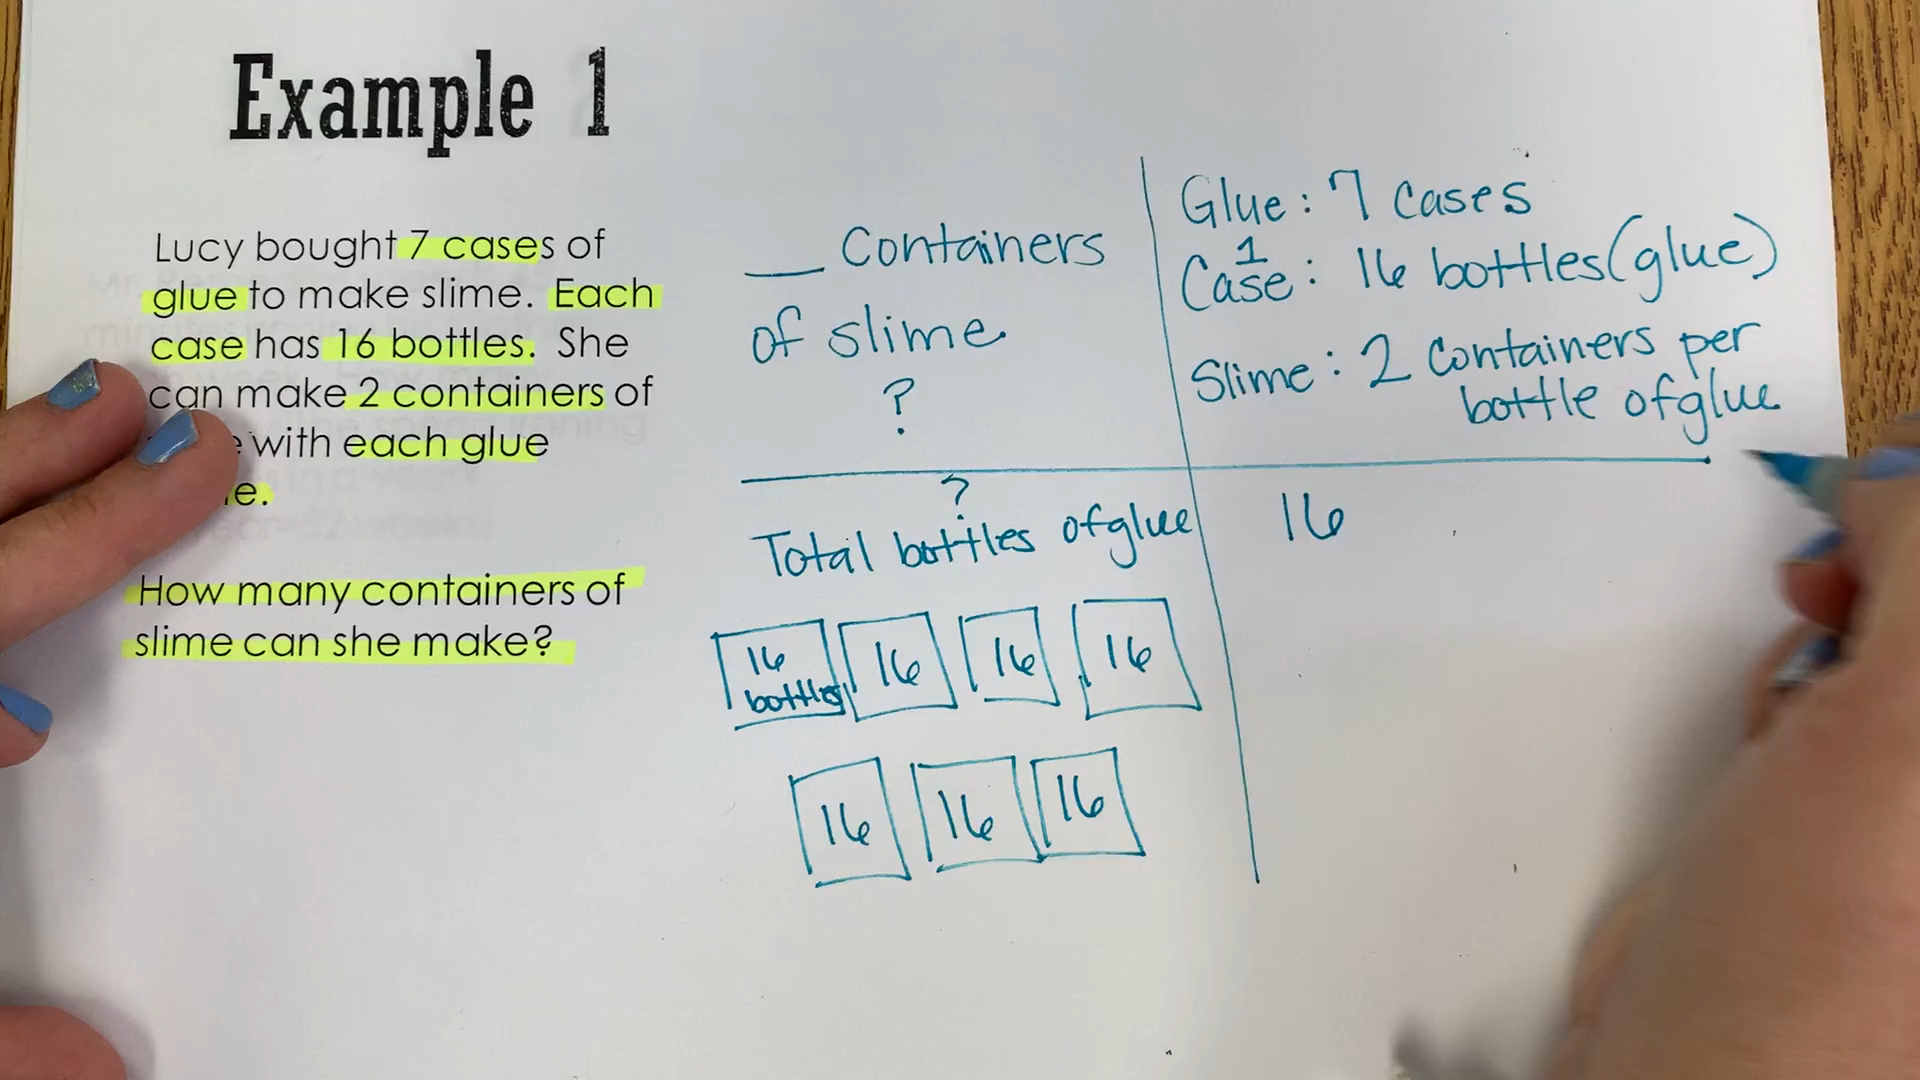 Example 1
Lucy bought 7 cases of
glue to make slime. Each
case has 16 bottles. She
can make 2 containers of
with each glue
How many containers of
slime can she make?
__ Containers
of slime
?
Glue: 7 cases
1
Case: 16 bottles (glue)
Slime: 2 containers per
bottle of glue
?
Total bottles of glue
16
bottles
16
16
16
16
16
16
16